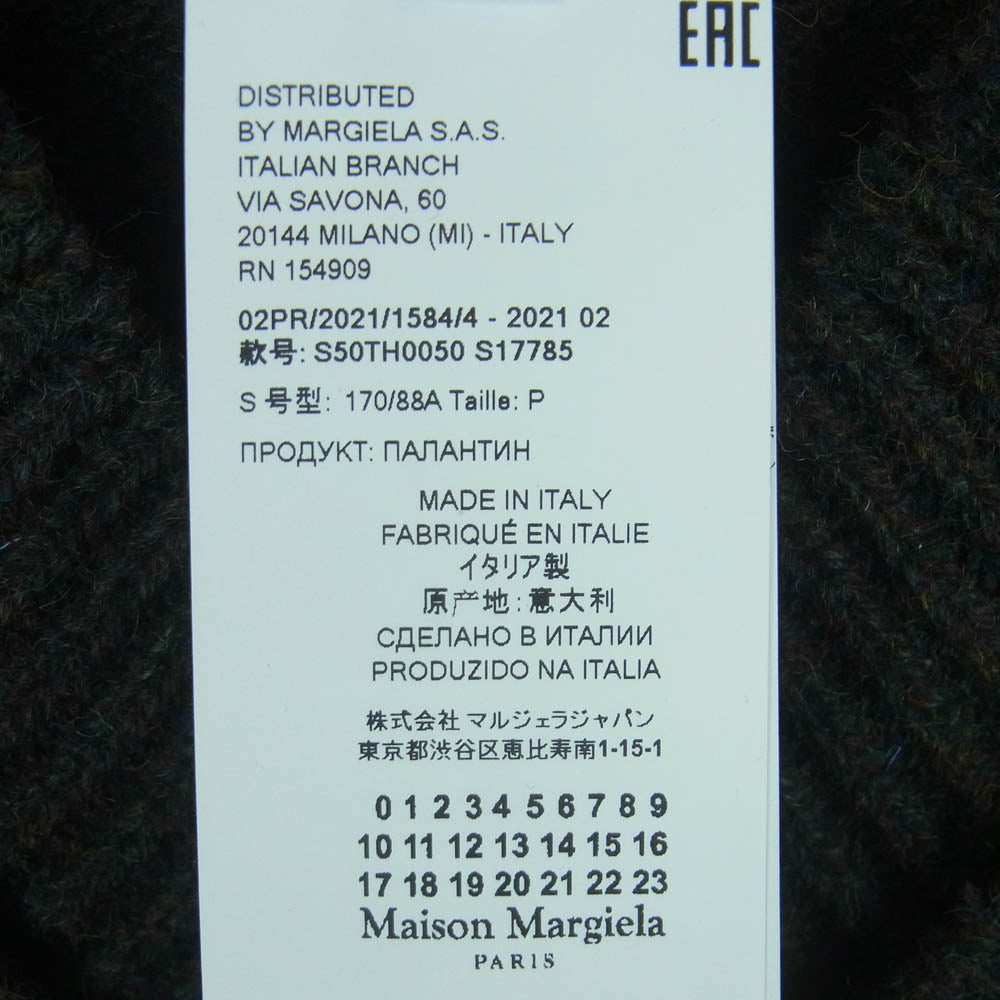 EAC
DISTRIBUTED
BY MARGIELA S.A.S.
ITALIAN BRANCH
VIA SAVONA, 60
20144 MILANO (MI) - ITALY
RN 154909
02PR/2021/1584/4 - 2021 02
款号: S50TH0050 S17785
S 号型: 170/88A Taille: P
ПРОДУКТ: ПАЛАНТИН
MADE IN ITALY
FABRIQUÉ EN ITALIE
イタリア製
原产地: 意大利
СДЕЛАНО В ИТАЛИИ
PRODUZIDO NA ITALIA
株式会社 マルジェラジャパン
東京都渋谷区恵比寿南1-15-1
0 1 2 3 4 5 6 7 8 9
10 11 12 13 14 15 16
17 18 19 20 21 22 23
Maison Margiela
PARIS